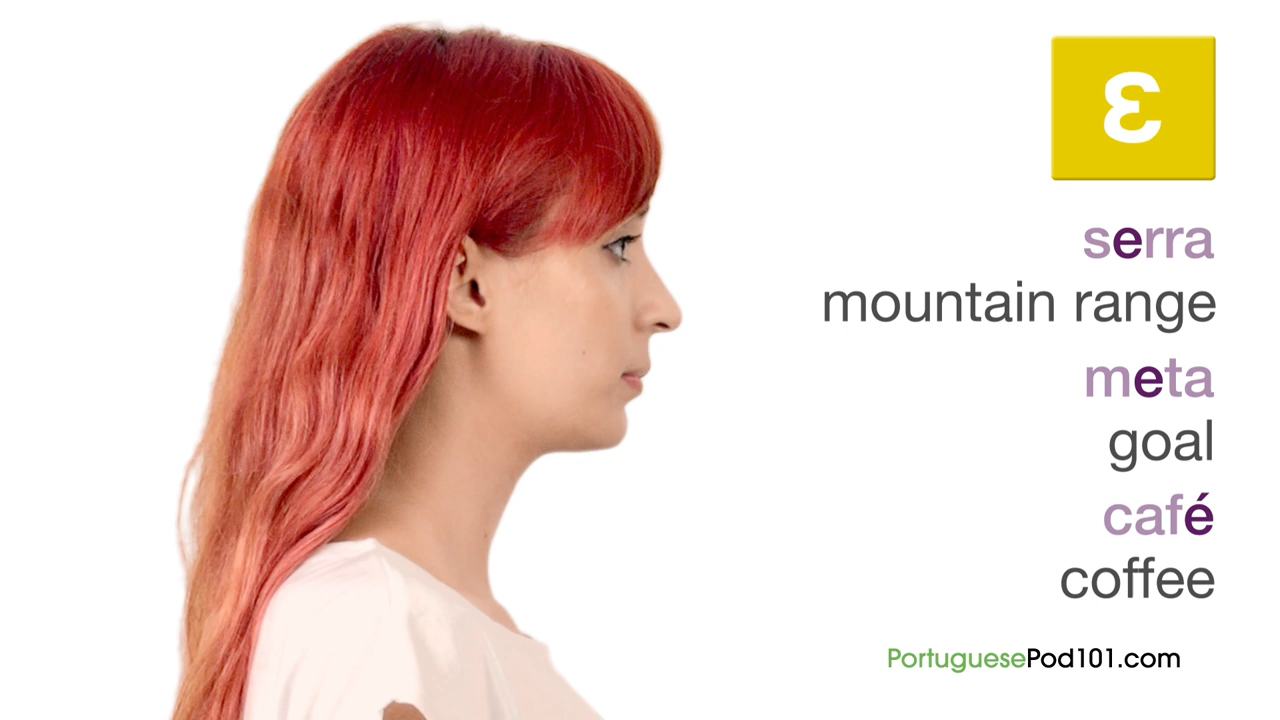 ɛ
serra
mountain range
meta
goal
café
coffee
PortuguesePod101.com